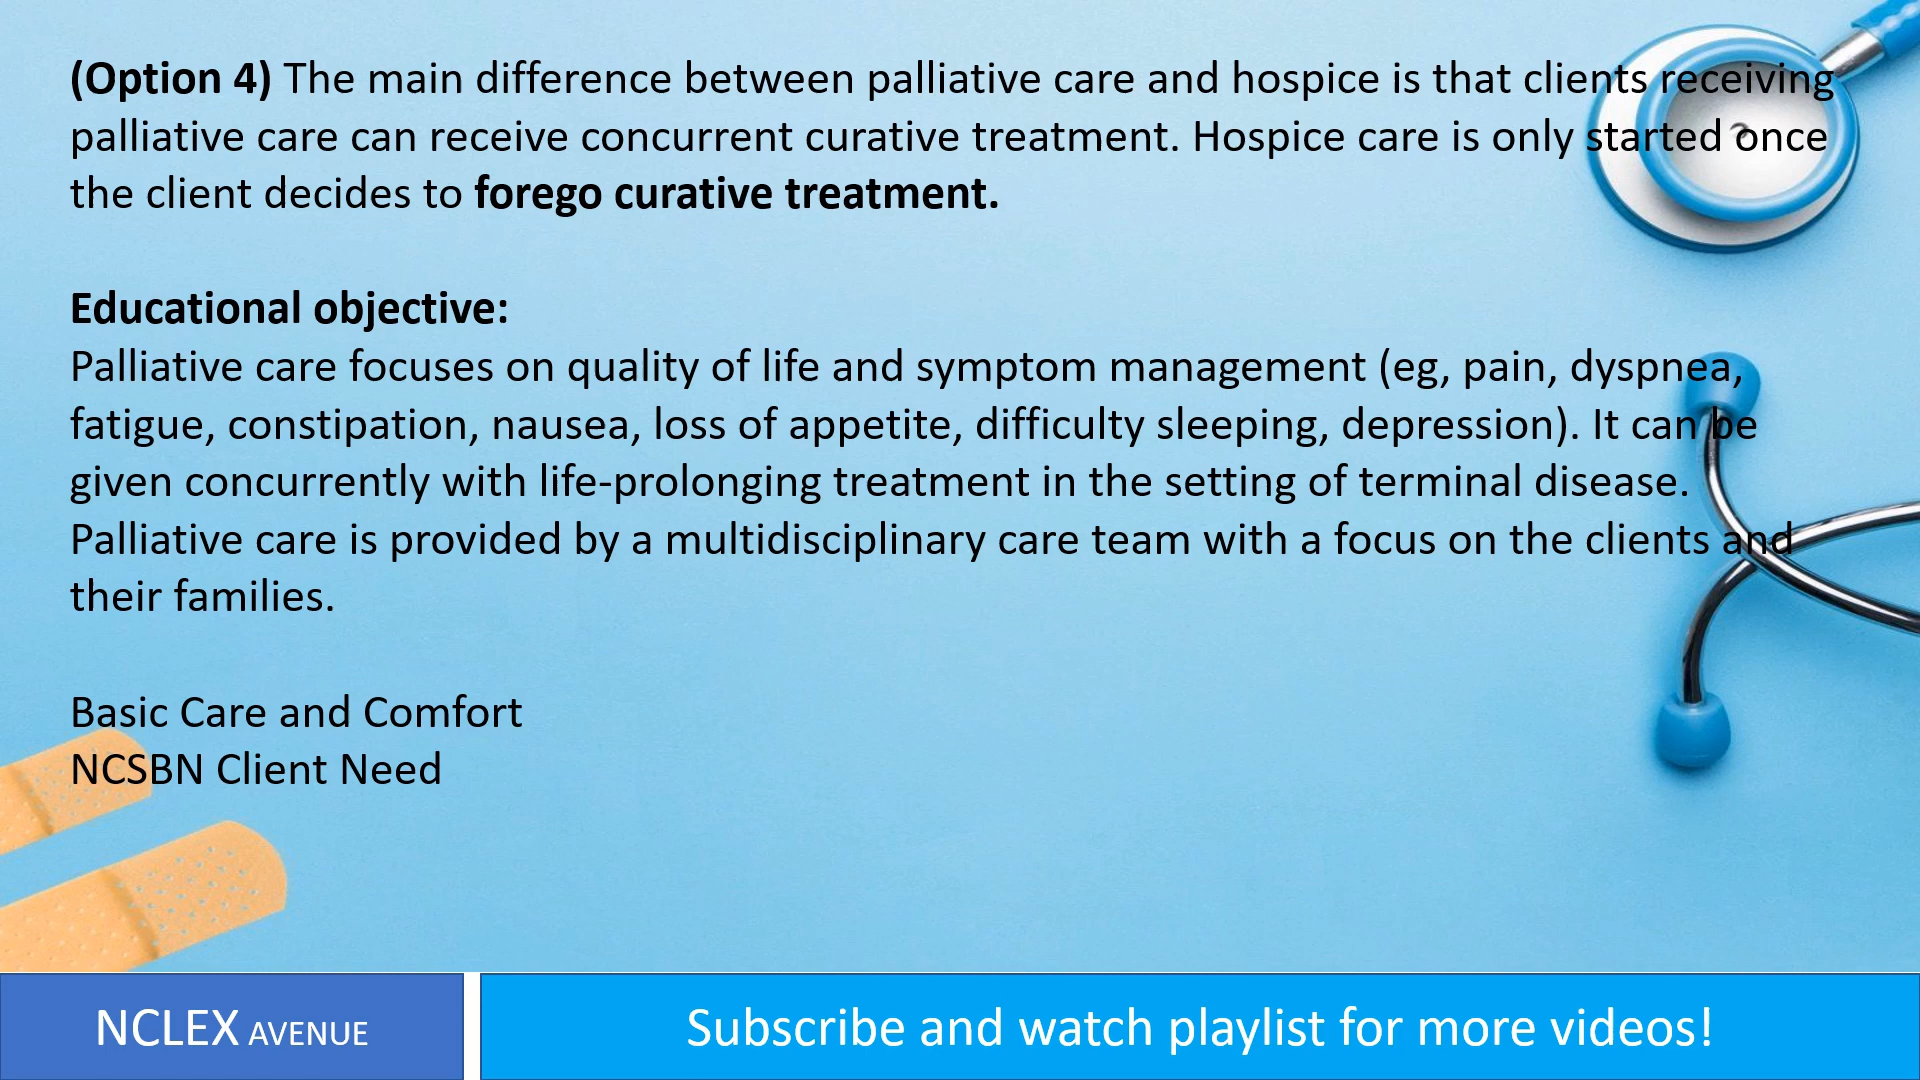 (Option 4) The main difference between palliative care and hospice is that clients receiving
palliative care can receive concurrent curative treatment. Hospice care is only started once
the client decides to forego curative treatment.
Educational objective:
Palliative care focuses on quality of life and symptom management (eg, pain, dyspnea,
fatigue, constipation, nausea, loss of appetite, difficulty sleeping, depression). It can be
given concurrently with life-prolonging treatment in the setting of terminal disease.
Palliative care is provided by a multidisciplinary care team with a focus on the clients and
their families.
Basic Care and Comfort
NCSBN Client Need
NCLEX AVENUE
Subscribe and watch playlist for more videos!